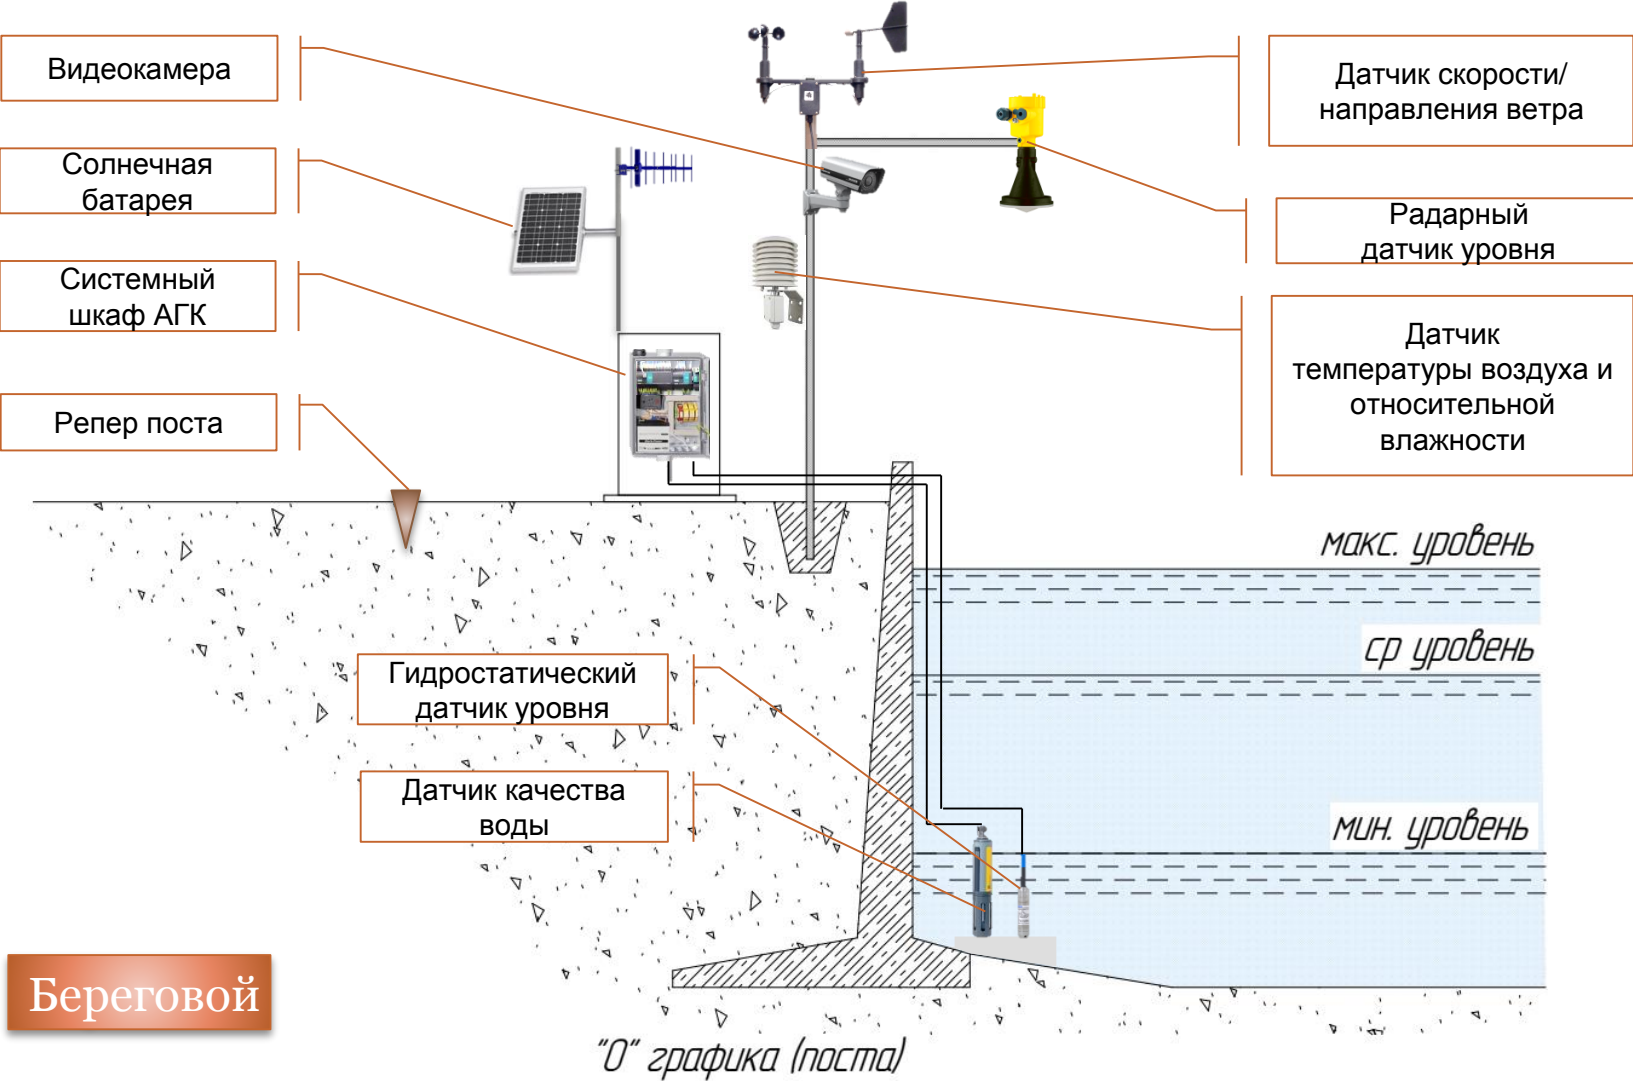 Видеокамера
Солнечная
батарея
Системный
шкаф АГК
Репер поста
Датчик скорости/
направления ветра
Радарный
датчик уровня
Датчик
температуры воздуха и
относительной
влажности
макс. уровень
ср уровень
мин. уровень
Гидростатический
датчик уровня
Датчик качества
воды
Береговой
"0" графика (поста)